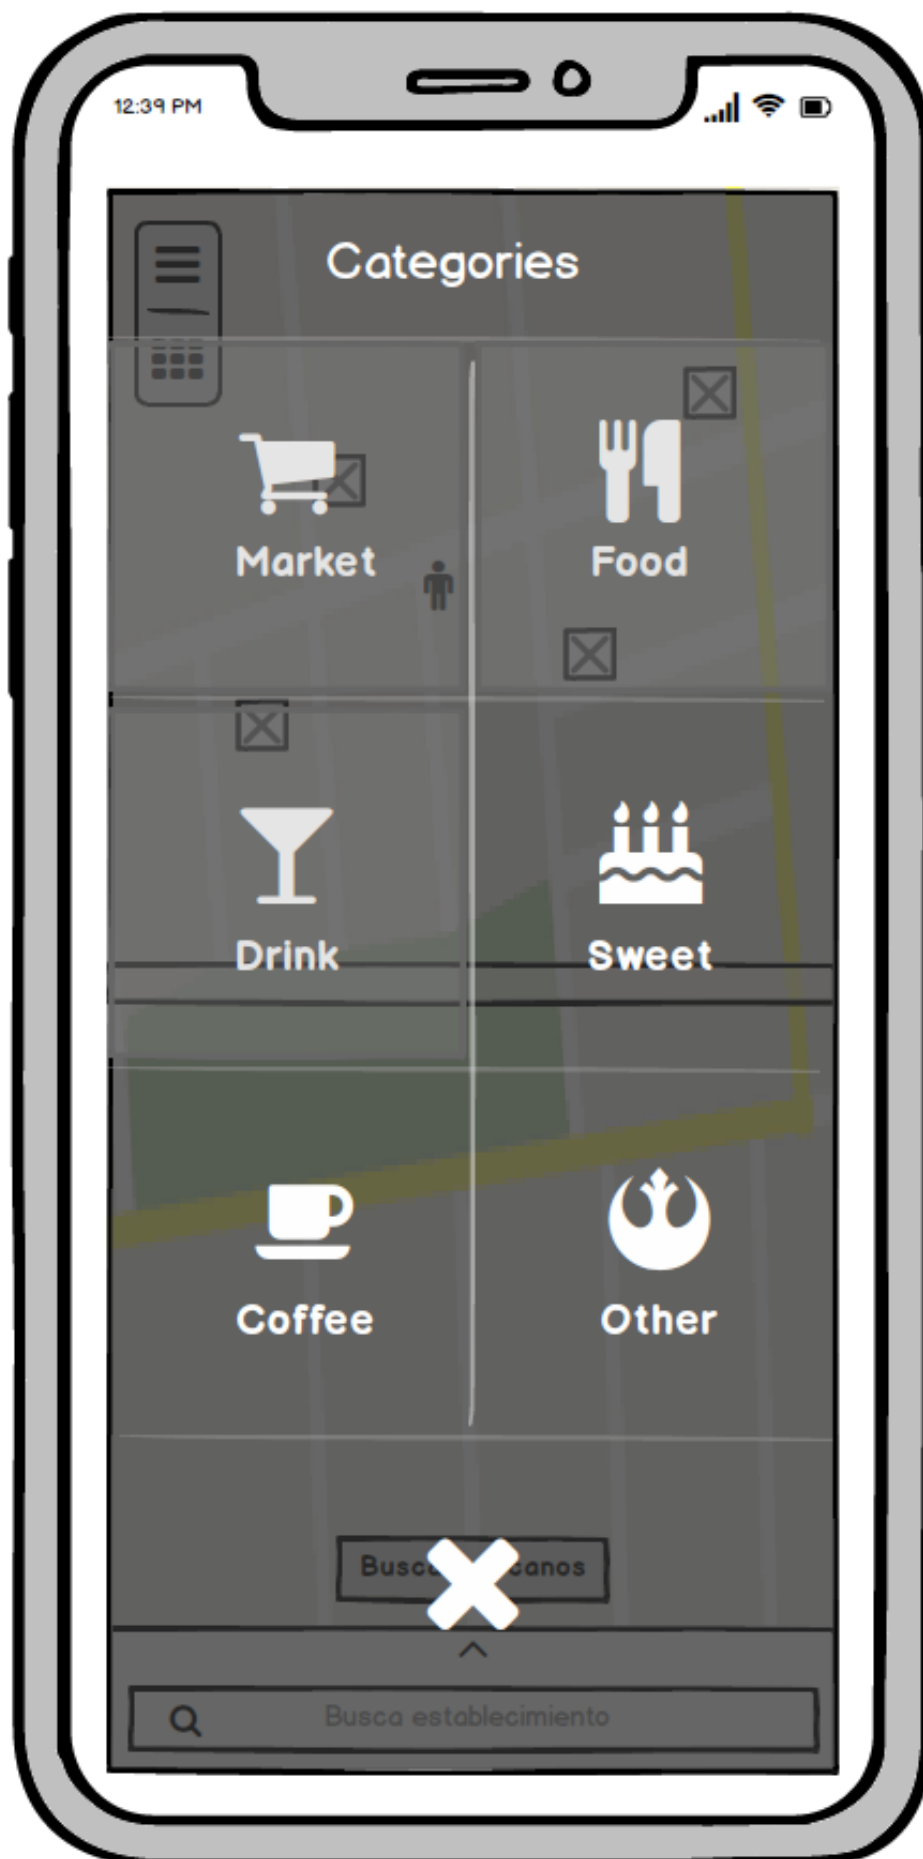 12:39 PM
Categories
Market
Food
Drink
Sweet
Coffee
Other
Busca establecimiento